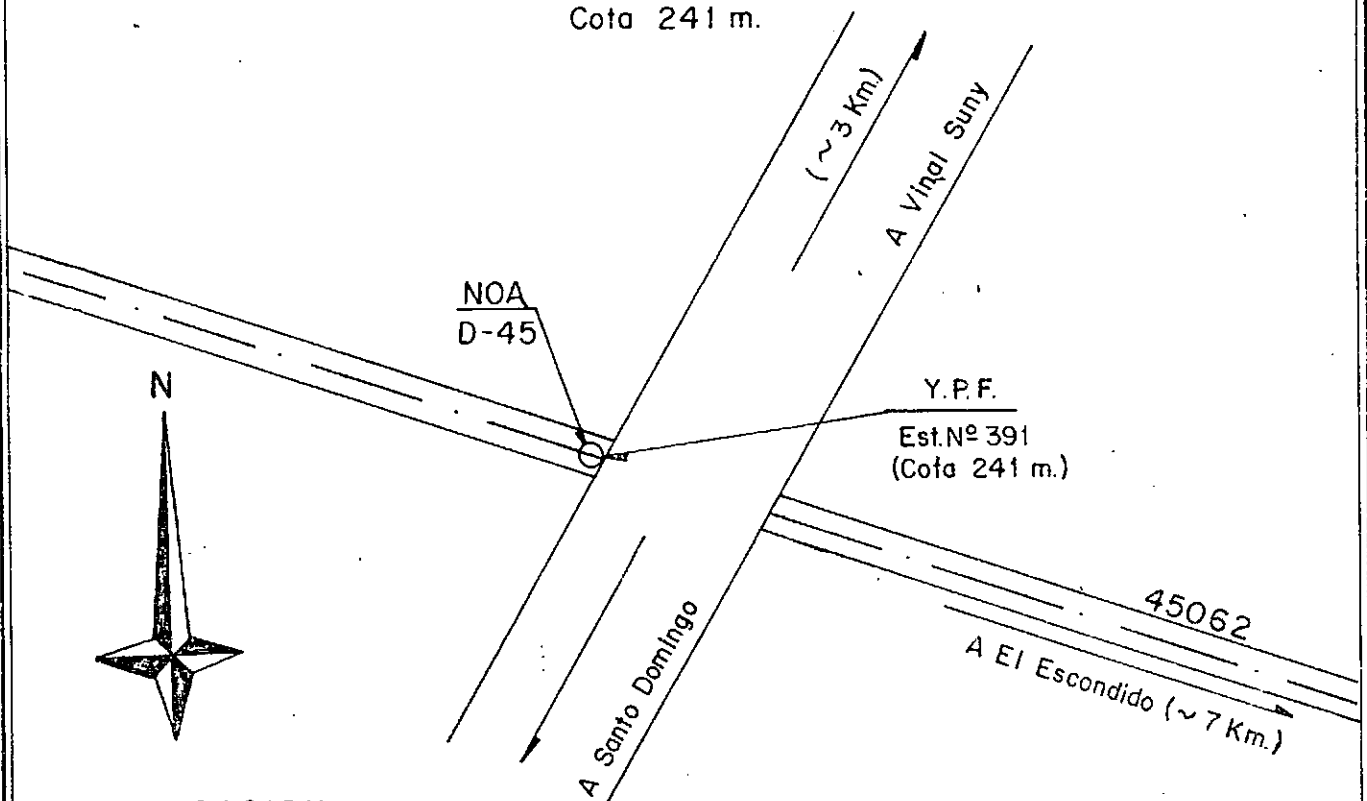 Cota 241 m.
(~ 3 Km.)
A Vinal Suny
NOA
D-45
N
Y.P.F.
Est.Nº 391
(Cota 241 m.)
45062
A El Escondido (~ 7 Km.)
A Santo Domingo